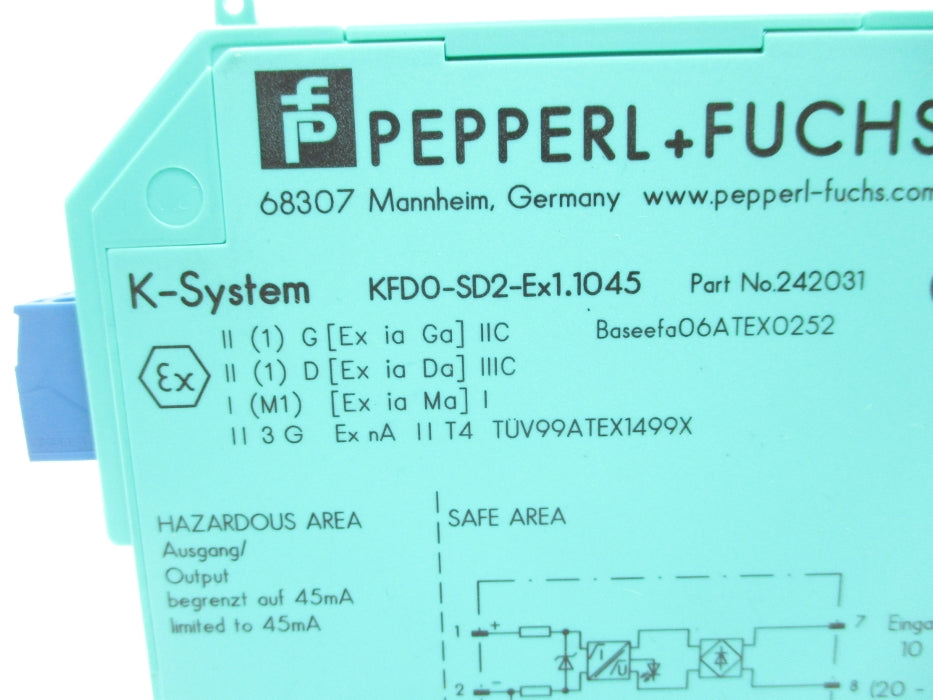 PEPPERL+FUCHS
68307 Mannheim, Germany www.pepperl-fuchs.com
K-System KFD0-SD2-Ex1.1045 Part No.242031
II (1) G [Ex ia Ga] IIC Baseefa06ATEX0252
Ex II (1) D [Ex ia Da] IIIC
I (M1) [Ex ia Ma] I
II 3 G Ex nA II T4 TÜV99ATEX1499X
HAZARDOUS AREA SAFE AREA
Ausgang/
Output
begrenzt auf 45mA
limited to 45mA
1 + 7
I U 10
2 - 8 (20 -